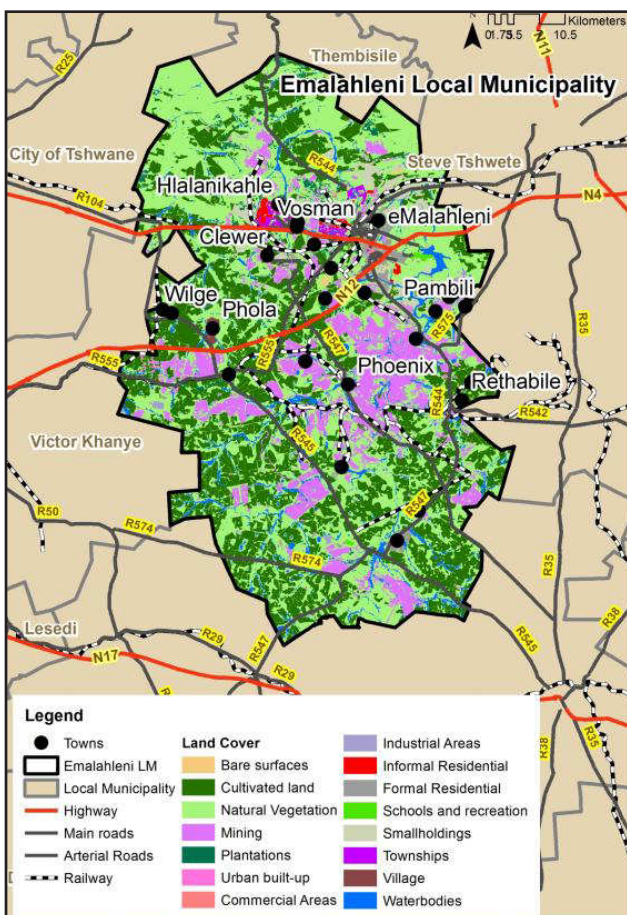 Kilometers
0 1.75 3.5 10.5
N11
R25
Thembisile
Emalahleni Local Municipality
City of Tshwane
R544
Steve Tshwete
Hlalanikahle
R104
N4
Vosman
eMalahleni
Clewer
N12
Pambili
Wilge
Phola
R575
R35
R555
R547
R555
Phoenix
Rethabile
R544
R542
Victor Khanye
R545
R50
R547
R574
R574
R35
Lesedi
R29
R547
R545
R38
N17
R29
R38
R35
Legend
Towns
Emalahleni LM
Local Municipality
Highway
Main roads
Arterial Roads
Railway
Land Cover
Bare surfaces
Cultivated land
Natural Vegetation
Mining
Plantations
Urban built-up
Commercial Areas
Industrial Areas
Informal Residential
Formal Residential
Schools and recreation
Smallholdings
Townships
Village
Waterbodies